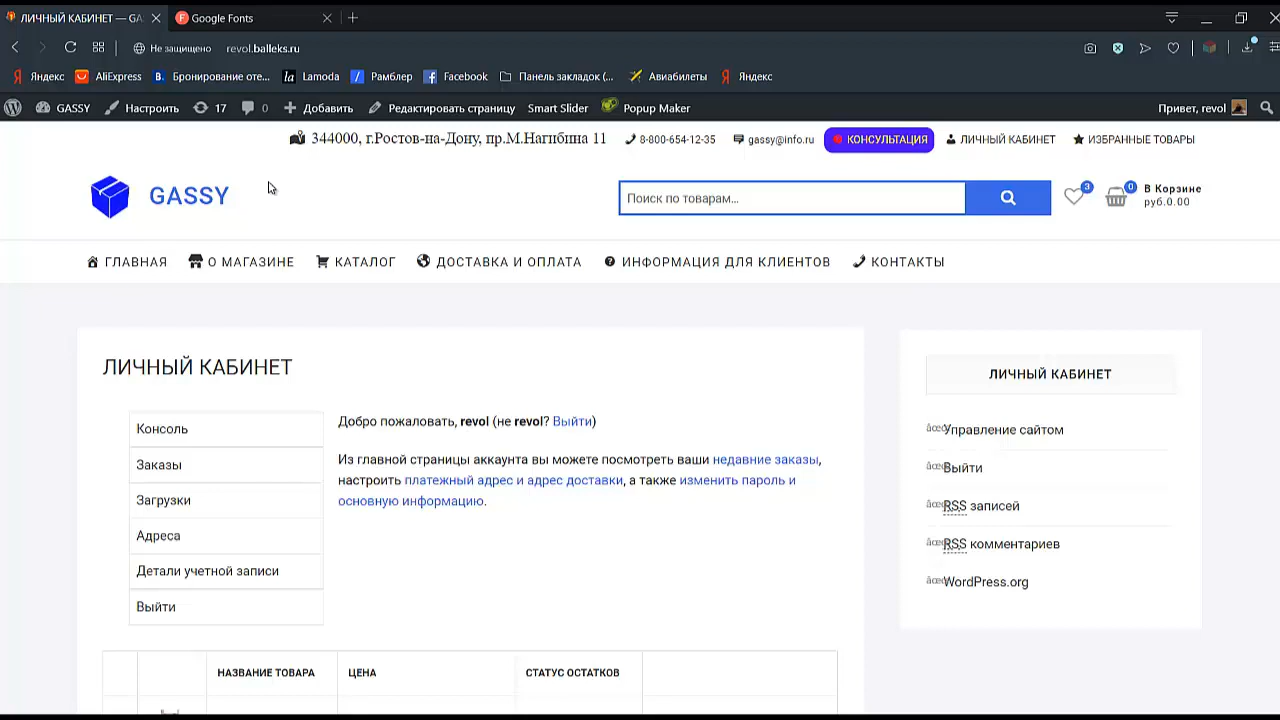 ЛИЧНЫЙ КАБИНЕТ — GA
Google Fonts
Не защищено revol.balleks.ru
Яндекс AliExpress Бронирование оте... Lamoda Рамблер Facebook Панель закладок (... Авиабилеты Яндекс
GASSY Настроить 17 0 Добавить Редактировать страницу Smart Slider Popup Maker Привет, revol
344000, г.Ростов-на-Дону, пр.М.Нагибина 11 8-800-654-12-35 gassy@info.ru КОНСУЛЬТАЦИЯ ЛИЧНЫЙ КАБИНЕТ ИЗБРАННЫЕ ТОВАРЫ
GASSY
Поиск по товарам...
3
0
В Корзине
руб.0.00
ГЛАВНАЯ О МАГАЗИНЕ КАТАЛОГ ДОСТАВКА И ОПЛАТА ИНФОРМАЦИЯ ДЛЯ КЛИЕНТОВ КОНТАКТЫ
ЛИЧНЫЙ КАБИНЕТ
Консоль
Заказы
Загрузки
Адреса
Детали учетной записи
Выйти
Добро пожаловать, revol (не revol? Выйти)
Из главной страницы аккаунта вы можете посмотреть ваши недавние заказы,
настроить платежный адрес и адрес доставки, а также изменить пароль и
основную информацию.
НАЗВАНИЕ ТОВАРА ЦЕНА СТАТУС ОСТАТКОВ
ЛИЧНЫЙ КАБИНЕТ
Управление сайтом
Выйти
RSS записей
RSS комментариев
WordPress.org